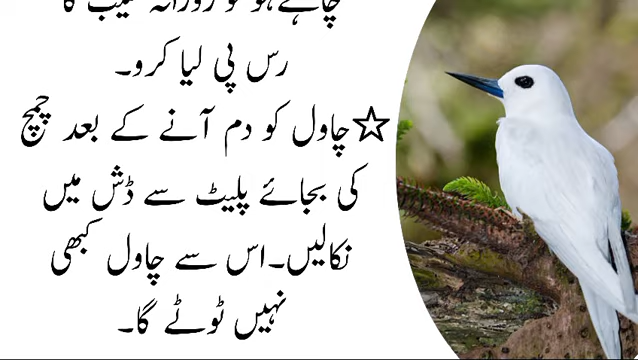 رس پی لیا کرو۔
☆چاول کو دم آنے کے بعد چمچ
کی بجائے پلیٹ سے ڈش میں
نکالیں۔اس سے چاول کبھی
نہیں ٹوٹے گا۔